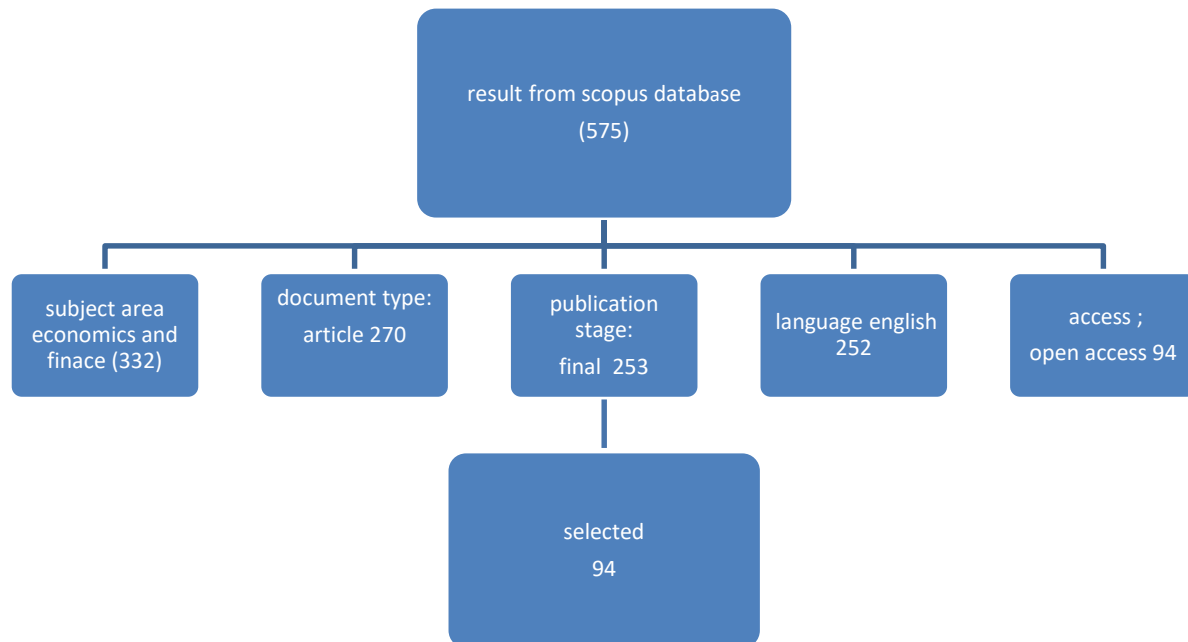 result from scopus database
(575)
subject area
economics and
finace (332)
document type:
article 270
publication
stage:
final 253
language english
252
access ;
open access 94
selected
94